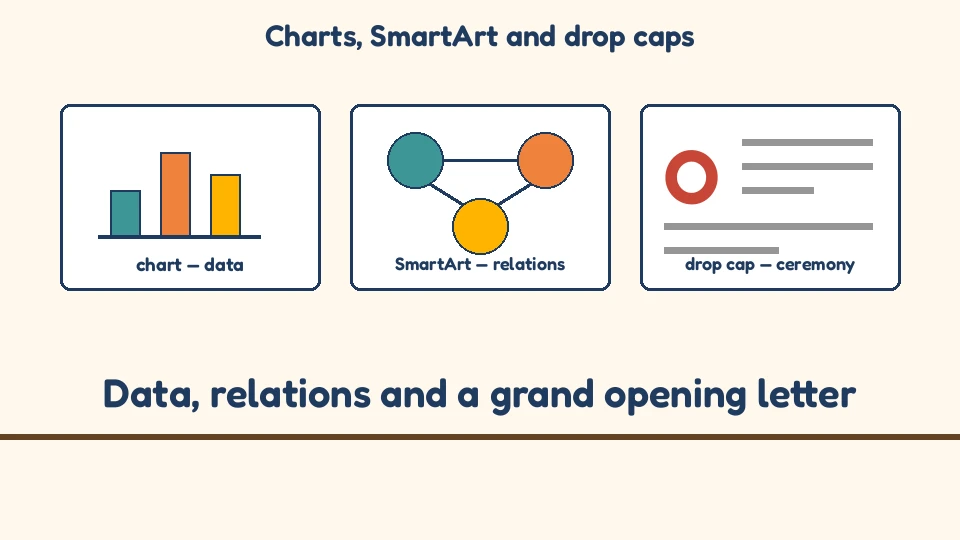 Charts, SmartArt and drop caps
chart — data
SmartArt — relations
drop cap — ceremony
Data, relations and a grand opening letter